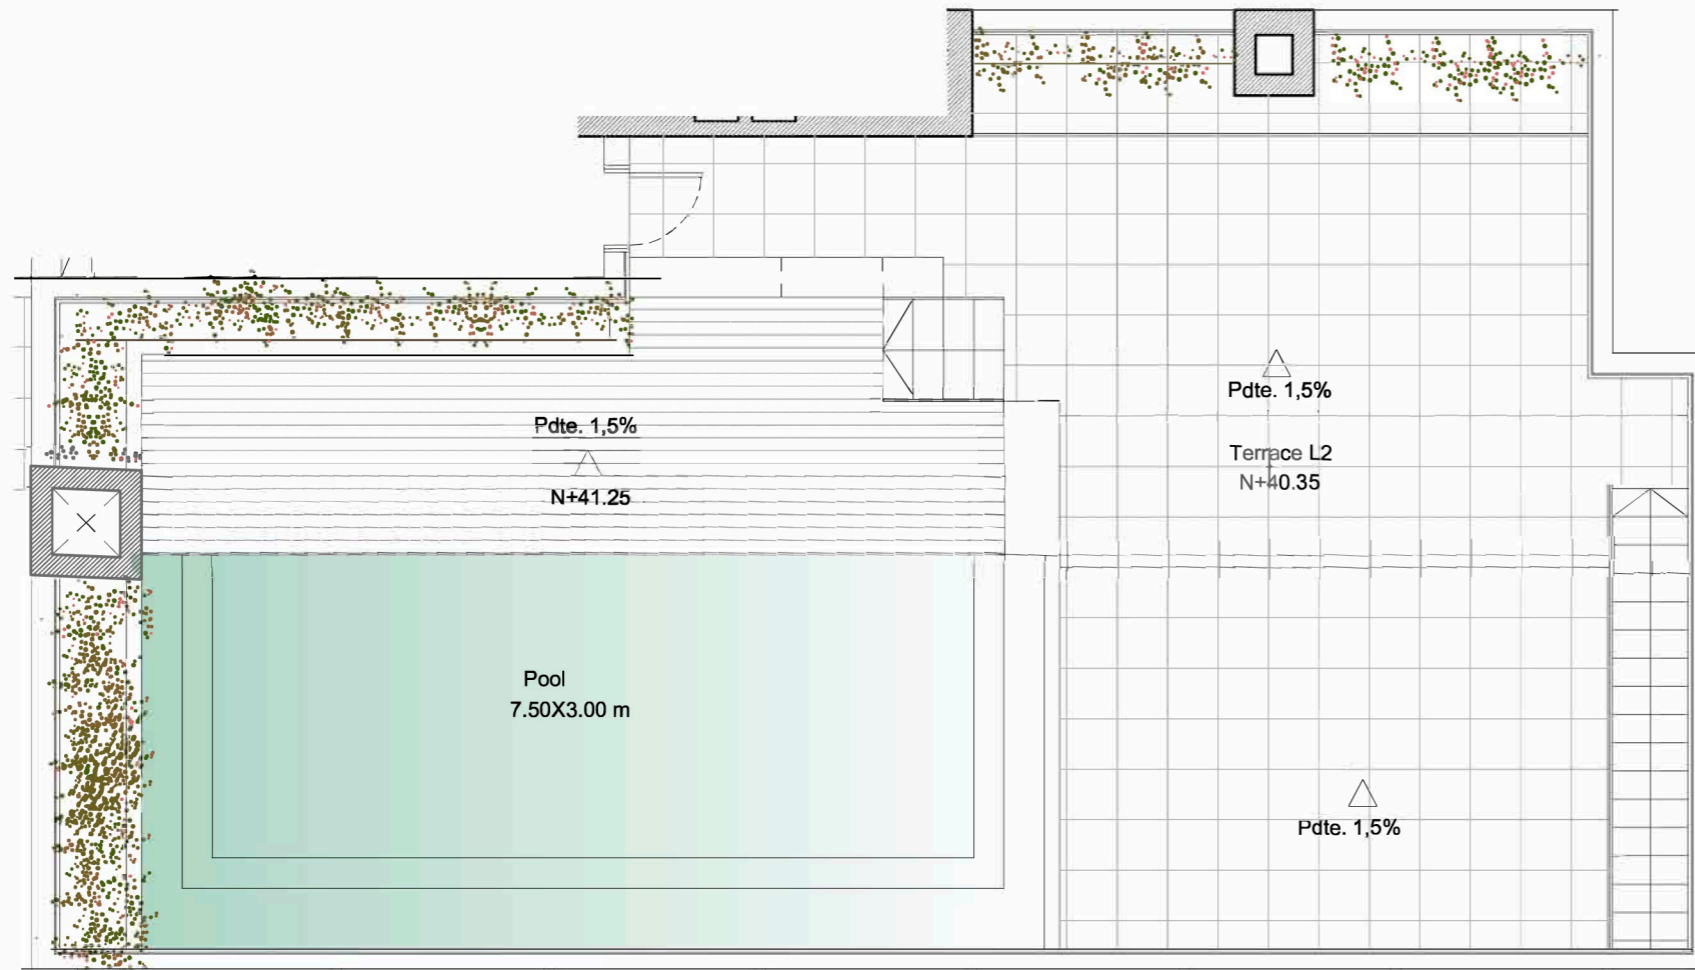 Pdte. 1,5%
Terrace L2
N+40.35
Pdte. 1,5%
N+41.25
Pool
7.50X3.00 m
Pdte. 1,5%